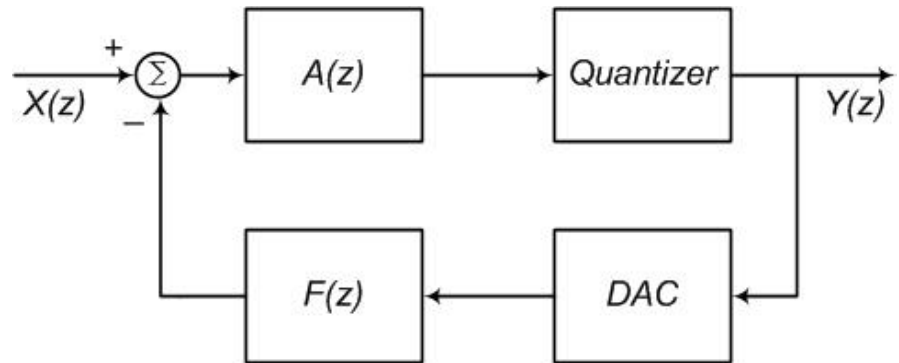 +
Σ
A(z)
Quantizer
X(z)
−
Y(z)
F(z)
DAC